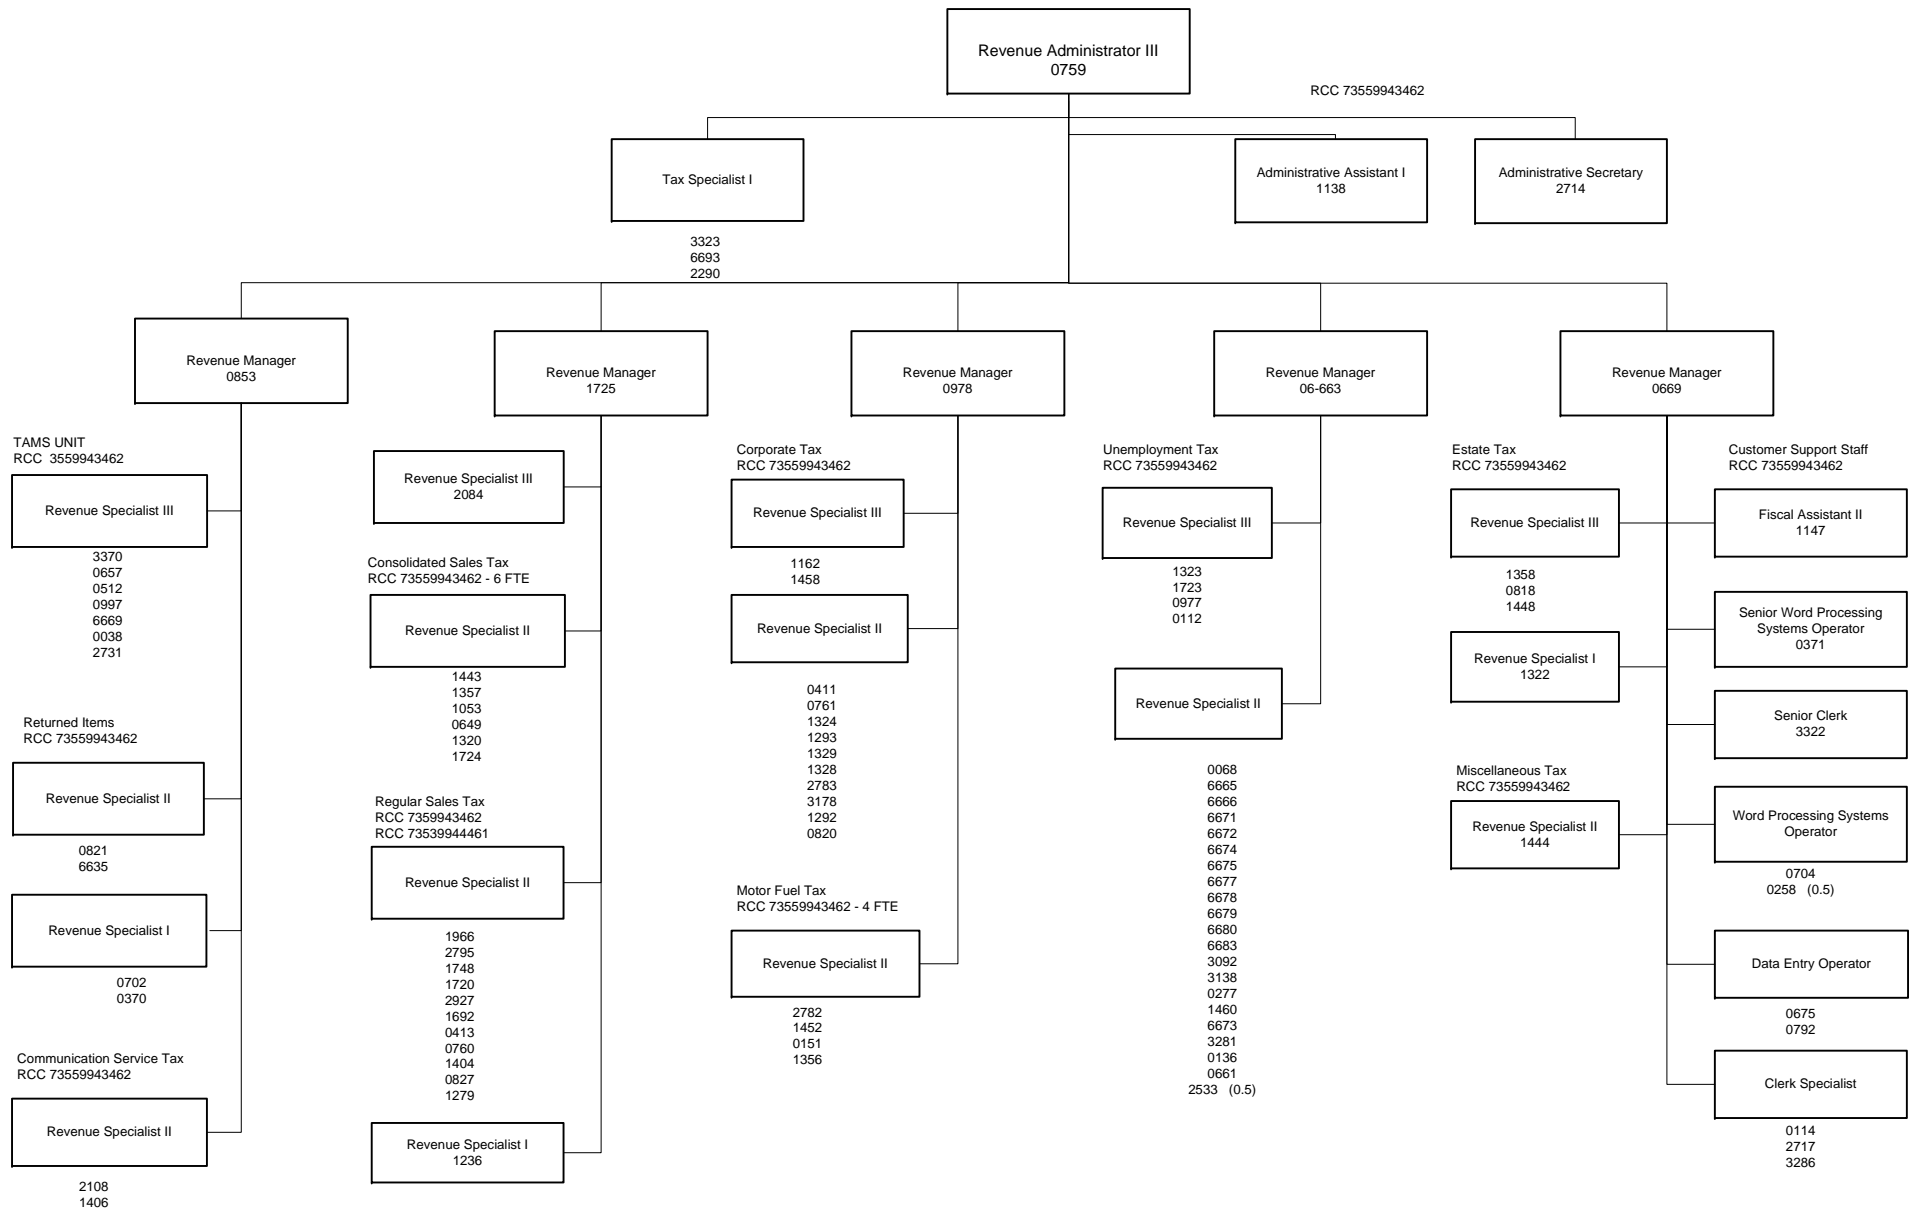 Revenue Administrator III
0759
RCC 73559943462
Tax Specialist I
3323
6693
2290
Administrative Assistant I
1138
Administrative Secretary
2714
Revenue Manager
0853
TAMS UNIT
RCC  3559943462
Revenue Specialist III
3370
0657
0512
0997
6669
0038
2731
Returned Items
RCC 73559943462
Revenue Specialist II
0821
6635
Revenue Specialist I
0702
0370
Communication Service Tax
RCC 73559943462
Revenue Specialist II
2108
1406
Revenue Manager
1725
Revenue Specialist III
2084
Consolidated Sales Tax
RCC 73559943462 - 6 FTE
Revenue Specialist II
1443
1357
1053
0649
1320
1724
Regular Sales Tax
RCC 7359943462
RCC 73539944461
Revenue Specialist II
1966
2795
1748
1720
2927
1692
0413
0760
1404
0827
1279
Revenue Specialist I
1236
Revenue Manager
0978
Corporate Tax
RCC 73559943462
Revenue Specialist III
1162
1458
Revenue Specialist II
0411
0761
1324
1293
1329
1328
2783
3178
1292
0820
Motor Fuel Tax
RCC 73559943462 - 4 FTE
Revenue Specialist II
2782
1452
0151
1356
Revenue Manager
06-663
Unemployment Tax
RCC 73559943462
Revenue Specialist III
1323
1723
0977
0112
Revenue Specialist II
0068
6665
6666
6671
6672
6674
6675
6677
6678
6679
6680
6683
3092
3138
0277
1460
6673
3281
0136
0661
2533   (0.5)
Revenue Manager
0669
Estate Tax
RCC 73559943462
Revenue Specialist III
1358
0818
1448
Revenue Specialist I
1322
Miscellaneous Tax
RCC 73559943462
Revenue Specialist II
1444
Customer Support Staff
RCC 73559943462
Fiscal Assistant II
1147
Senior Word Processing
Systems Operator
0371
Senior Clerk
3322
Word Processing Systems
Operator
0704
0258   (0.5)
Data Entry Operator
0675
0792
Clerk Specialist
0114
2717
3286